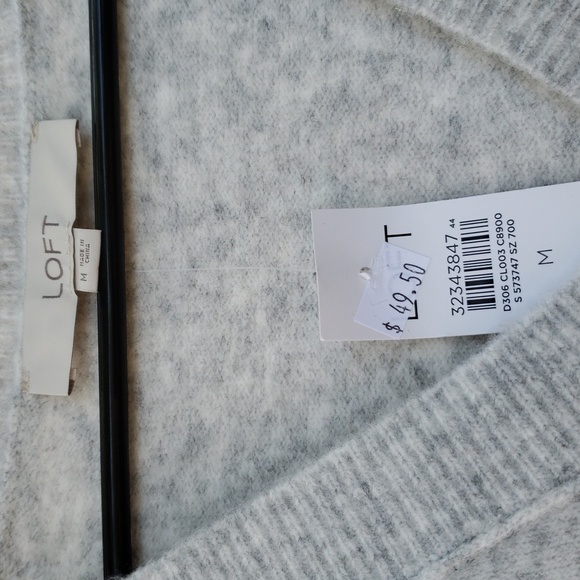 LOFT
M
MADE IN
CHINA
$ 49.50
32343847 44
D306 CL003 C8900
S 573747 SZ 700
M